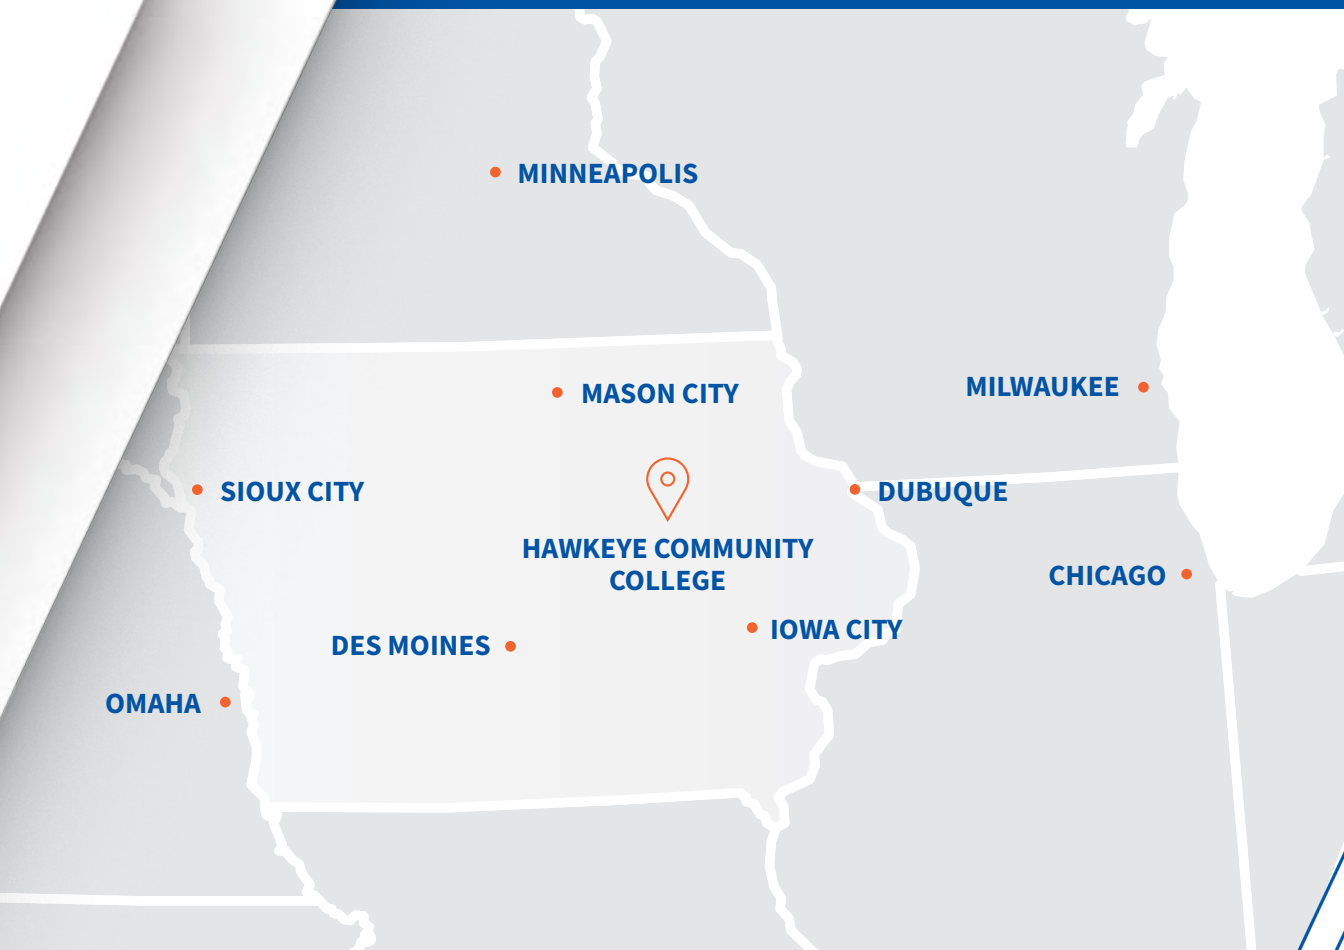 MINNEAPOLIS
MASON CITY
MILWAUKEE
SIOUX CITY
DUBUQUE
HAWKEYE COMMUNITY
COLLEGE
CHICAGO
IOWA CITY
DES MOINES
OMAHA